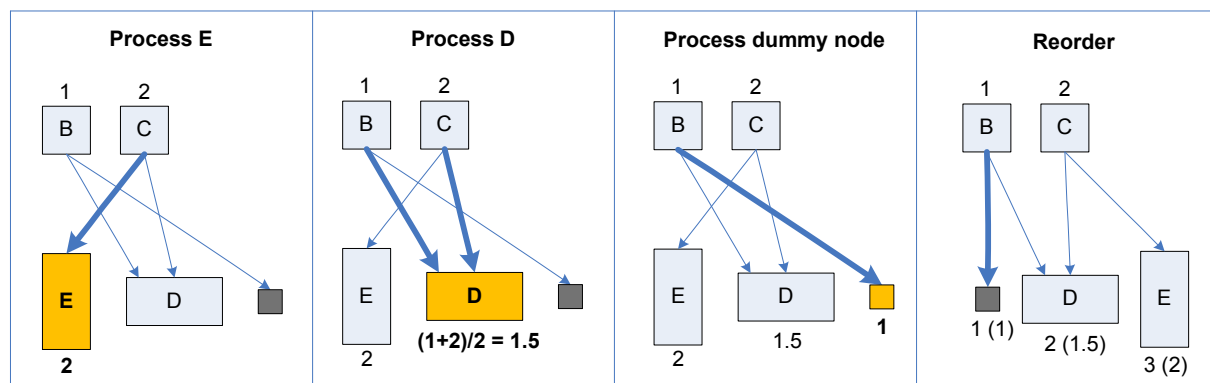 Process E
1 2
B C
E D
2
Process D
1 2
B C
E D
(1+2)/2 = 1.5
2
Process dummy node
1 2
B C
E D
1.5 1
2
Reorder
1 2
B C
D E
1 (1)
2 (1.5)
3 (2)